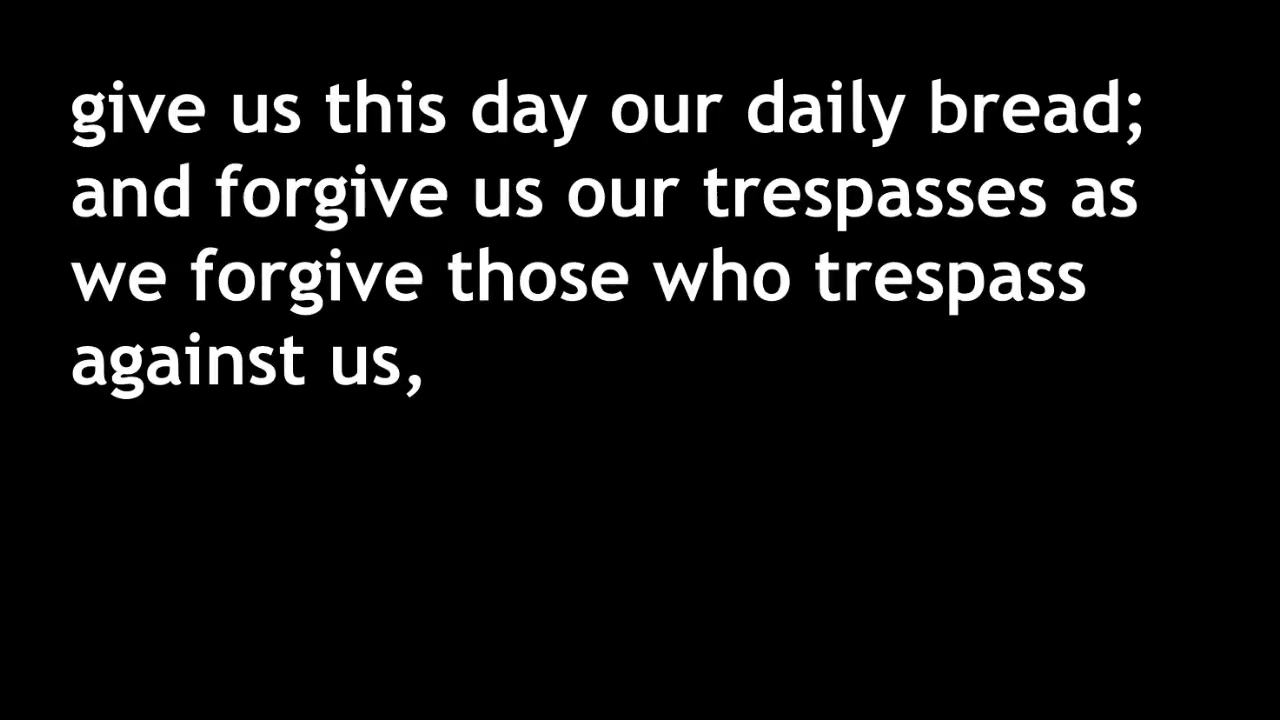 give us this day our daily bread;
and forgive us our trespasses as
we forgive those who trespass
against us,